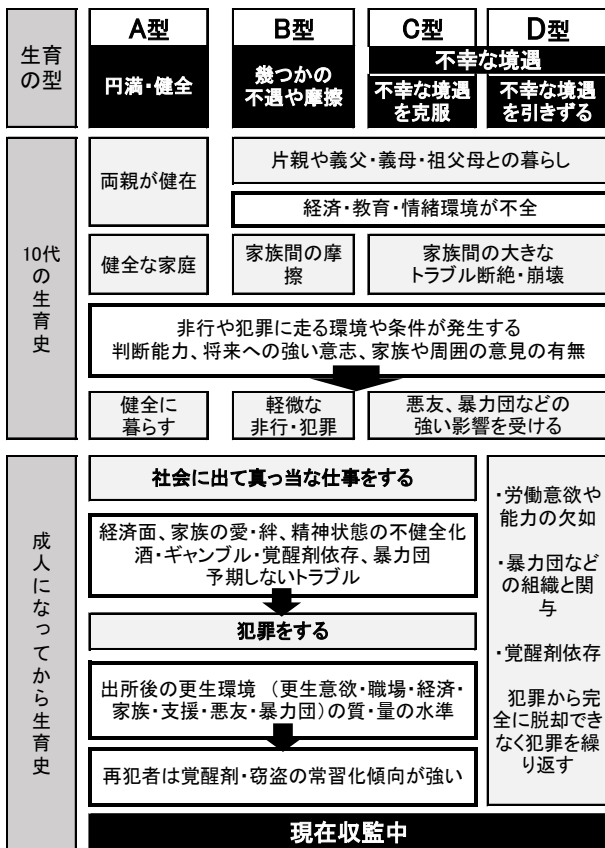 生育
の型
A型
B型
C型
D型
円満・健全
幾つかの
不遇や摩擦
不幸な境遇
不幸な境遇
を克服
不幸な境遇
を引きずる
10代
の
生
育
史
両親が健在
片親や義父・義母・祖父母との暮らし
経済・教育・情緒環境が不全
健全な家庭
家族間の摩
擦
家族間の大きな
トラブル断絶・崩壊
非行や犯罪に走る環境や条件が発生する
判断能力、将来への強い意志、家族や周囲の意見の有無
健全に
暮らす
軽微な
非行・犯罪
悪友、暴力団などの
強い影響を受ける
成
人
に
な
っ
て
か
ら
生
育
史
社会に出て真っ当な仕事をする
経済面、家族の愛・絆、精神状態の不健全化
酒・ギャンブル・覚醒剤依存、暴力団
予期しないトラブル
犯罪をする
出所後の更生環境 (更生意欲・職場・経済・
家族・支援・悪友・暴力団)の質・量の水準
再犯者は覚醒剤・窃盗の常習化傾向が強い
・労働意欲や
能力の欠如
・暴力団など
の組織と関
与
・覚醒剤依存
犯罪から完
全に脱却でき
なく犯罪を繰
り返す
現在収監中